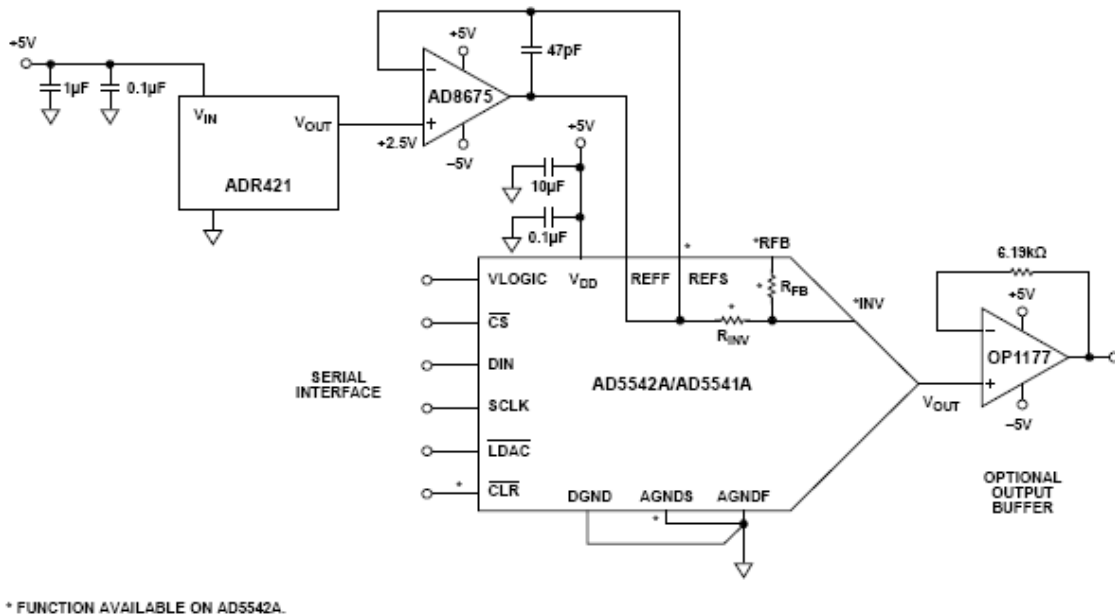 +5V
1µF
0.1µF
VIN
VOUT
ADR421
+2.5V
+5V
−
AD8675
+
−5V
47pF
+5V
10µF
0.1µF
*
*RFB
VLOGIC
VDD
REFF
REFS
*
RFB
*
RINV
*INV
CS
DIN
SERIAL
INTERFACE
AD5542A/AD5541A
SCLK
LDAC
*
CLR
DGND
AGNDS
AGNDF
*
VOUT
6.19kΩ
+5V
−
OP1177
+
−5V
OPTIONAL
OUTPUT
BUFFER
* FUNCTION AVAILABLE ON AD5542A.